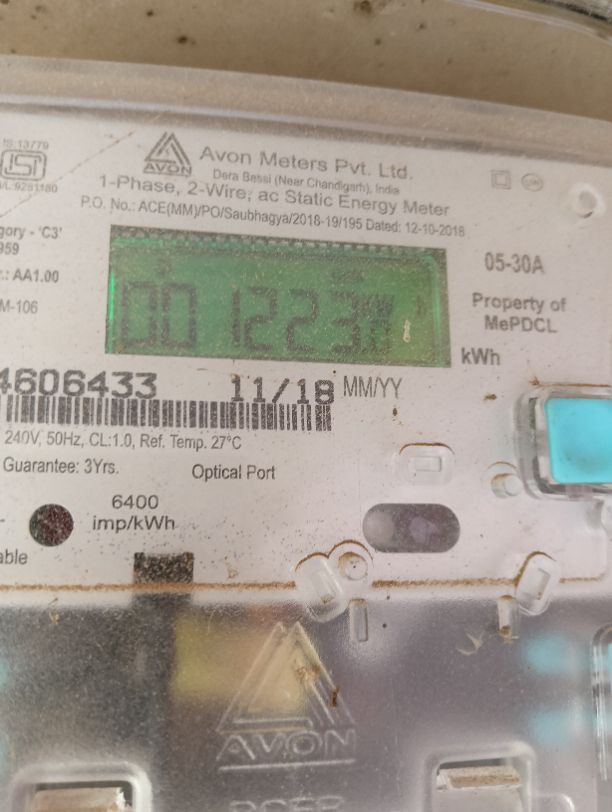 IS:13779
ISI
AVON
Avon Meters Pvt. Ltd.
Dera Bassi (Near Chandigarh), India
1-Phase, 2-Wire, ac Static Energy Meter
P.O. No.: ACE(MM)/PO/Saubhagya/2018-19/195 Dated: 12-10-2018
gory - 'C3'
959
.: AA1.00
M-106
001223
05-30A
Property of
MePDCL
kWh
4606433 11/18 MM/YY
240V, 50Hz, CL:1.0, Ref. Temp. 27°C
Guarantee: 3Yrs.
Optical Port
6400
imp/kWh
able
AVON